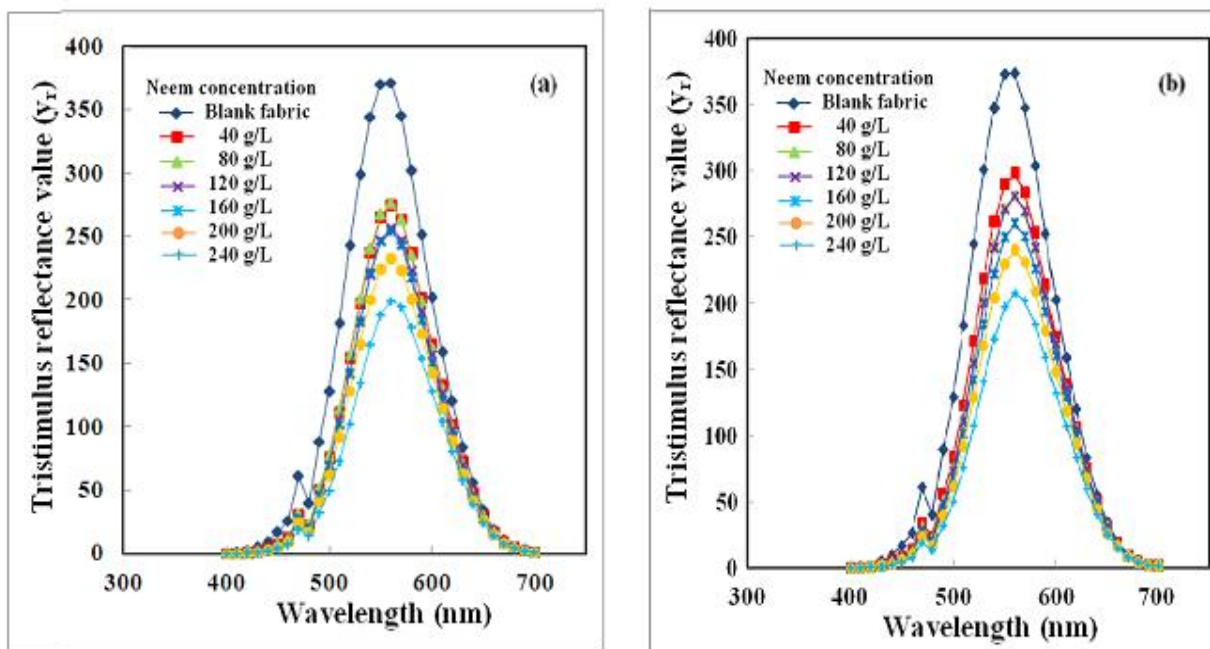 400
350
300
250
200
150
100
50
0
Tristimulus reflectance value (yr)
Neem concentration
Blank fabric
40 g/L
80 g/L
120 g/L
160 g/L
200 g/L
240 g/L
(a)
300 400 500 600 700
Wavelength (nm)
400
350
300
250
200
150
100
50
0
Tristimulus reflectance value (yr)
Neem concentration
Blank fabric
40 g/L
80 g/L
120 g/L
160 g/L
200 g/L
240 g/L
(b)
300 400 500 600 700
Wavelength (nm)